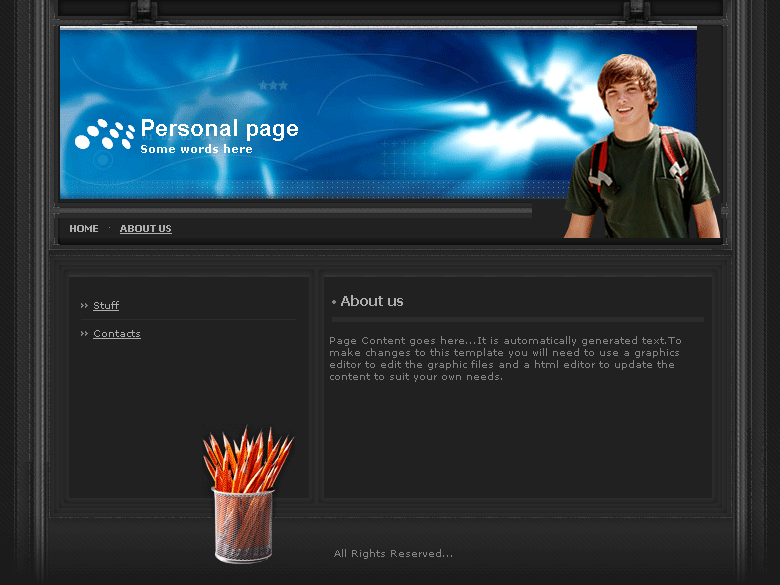 Personal page
Some words here
HOME · ABOUT US
›› Stuff
›› Contacts
• About us
Page Content goes here...It is automatically generated text.To
make changes to this template you will need to use a graphics
editor to edit the graphic files and a html editor to update the
content to suit your own needs.
All Rights Reserved...